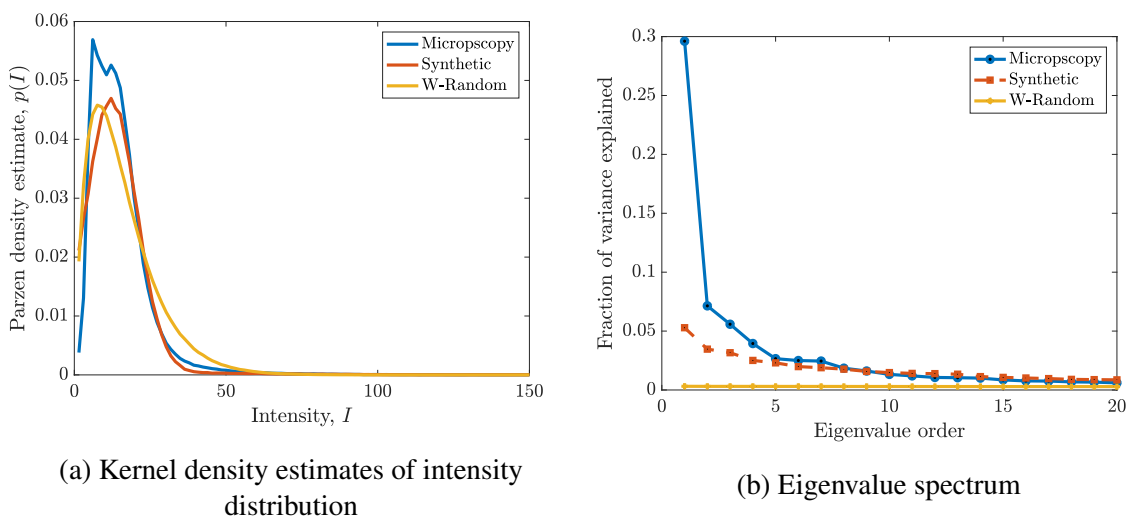 0.06
0.05
0.04
0.03
0.02
0.01
0
0
50
100
150
Parzen density estimate, p(I)
Intensity, I
Micropscopy
Synthetic
W-Random
(a) Kernel density estimates of intensity
distribution
0.3
0.25
0.2
0.15
0.1
0.05
0
0
5
10
15
20
Fraction of variance explained
Eigenvalue order
Micropscopy
Synthetic
W-Random
(b) Eigenvalue spectrum